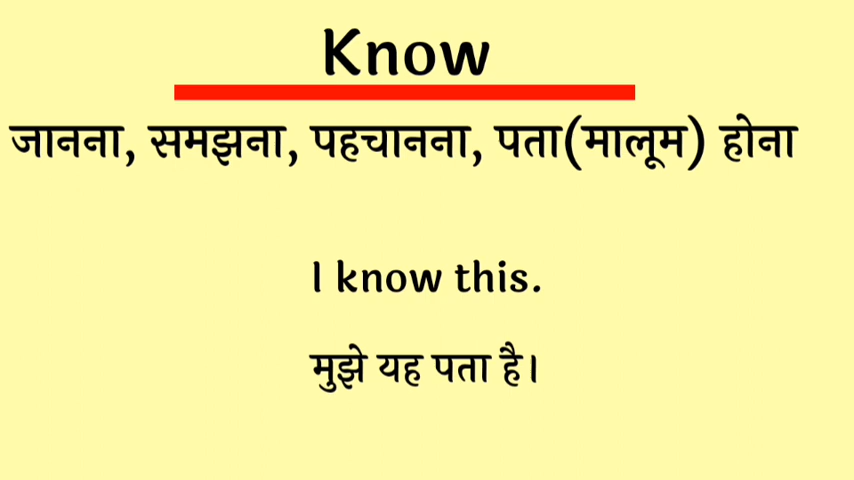 Know
जानना, समझना, पहचानना, पता(मालूम) होना
I know this.
मुझे यह पता है।